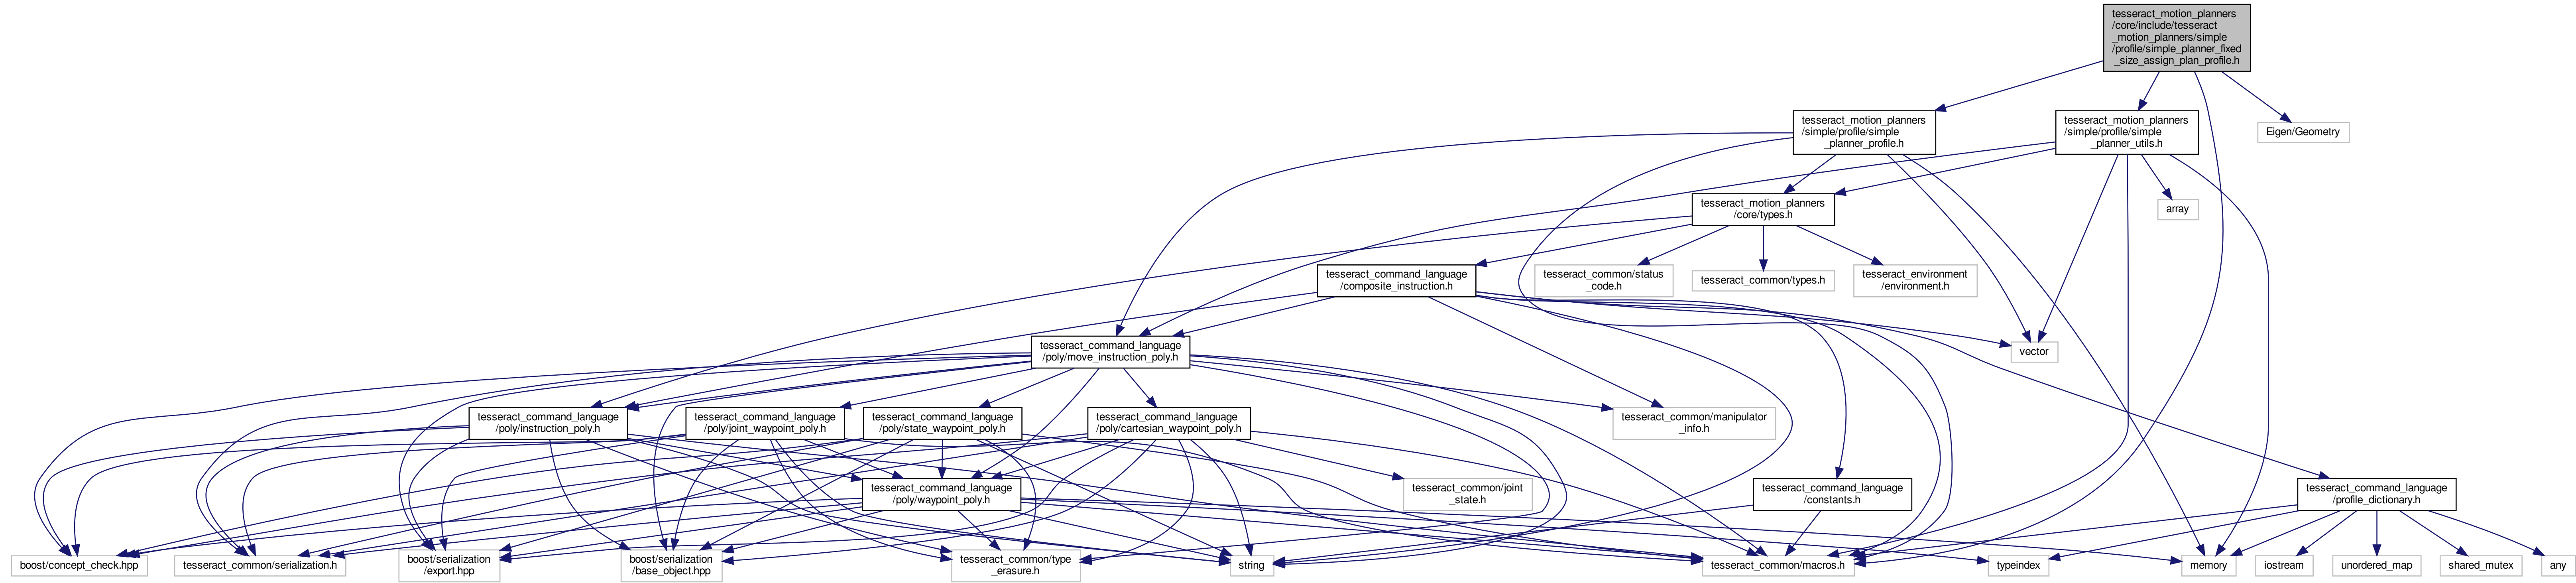 tesseract_motion_planners
/core/include/tesseract
_motion_planners/simple
/profile/simple_planner_fixed
_size_assign_plan_profile.h
tesseract_motion_planners
/simple/profile/simple
_planner_profile.h
tesseract_motion_planners
/simple/profile/simple
_planner_utils.h
Eigen/Geometry
tesseract_motion_planners
/core/types.h
array
tesseract_command_language
/composite_instruction.h
tesseract_common/status
_code.h
tesseract_common/types.h
tesseract_environment
/environment.h
tesseract_command_language
/poly/move_instruction_poly.h
vector
tesseract_command_language
/poly/instruction_poly.h
tesseract_command_language
/poly/joint_waypoint_poly.h
tesseract_command_language
/poly/state_waypoint_poly.h
tesseract_command_language
/poly/cartesian_waypoint_poly.h
tesseract_common/manipulator
_info.h
tesseract_command_language
/poly/waypoint_poly.h
tesseract_common/joint
_state.h
tesseract_command_language
/constants.h
tesseract_command_language
/profile_dictionary.h
boost/concept_check.hpp
tesseract_common/serialization.h
boost/serialization
/export.hpp
boost/serialization
/base_object.hpp
tesseract_common/type
_erasure.h
string
tesseract_common/macros.h
typeindex
memory
iostream
unordered_map
shared_mutex
any